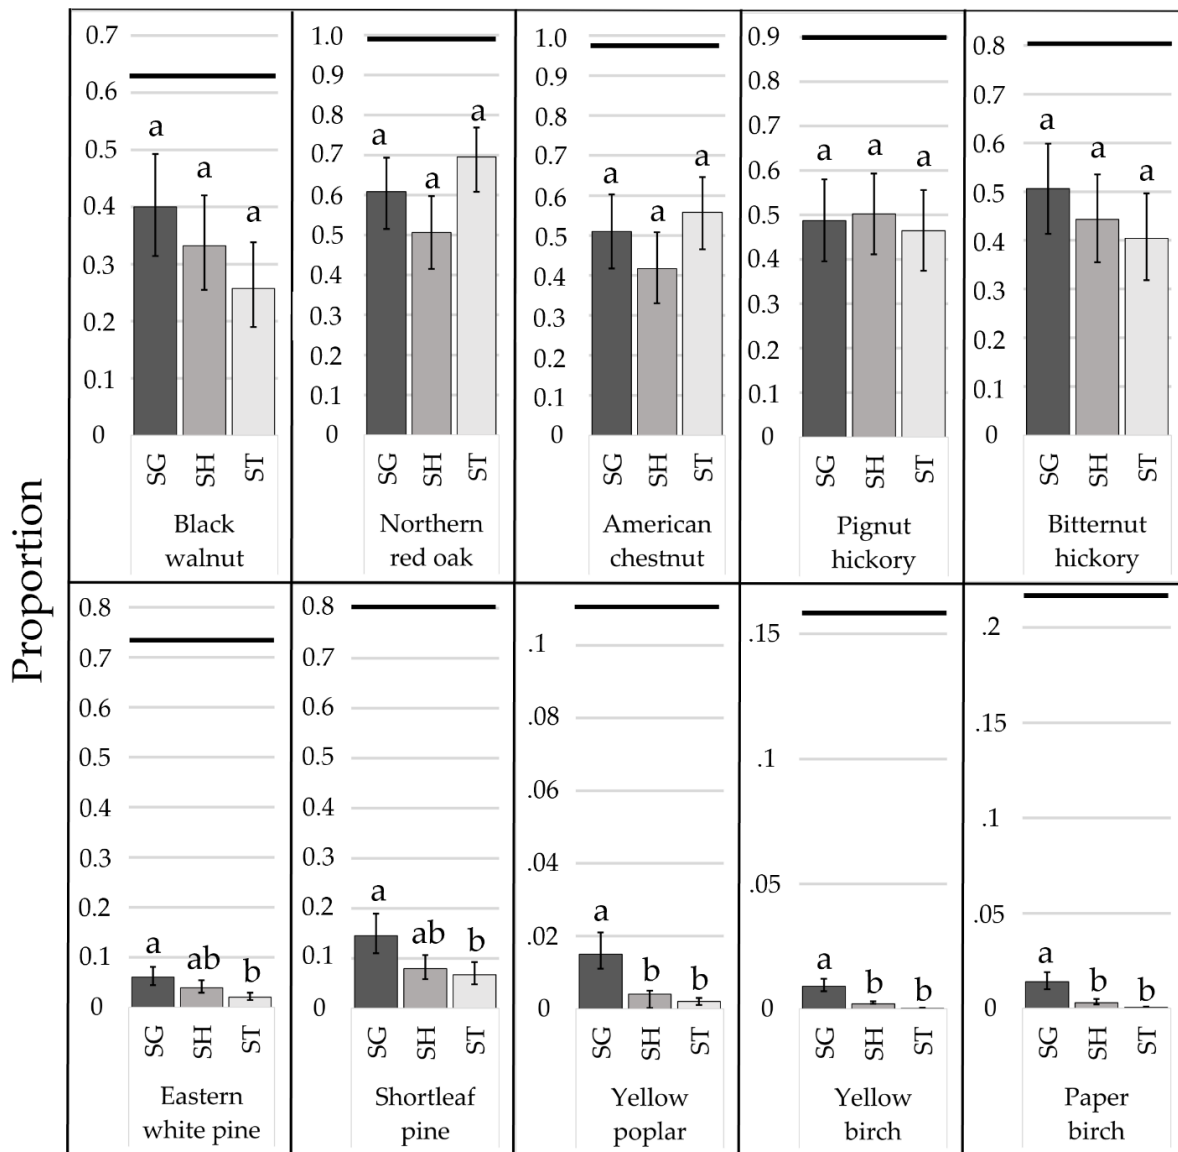 Proportion
0.7
0.6
0.5
0.4
0.3
0.2
0.1
0
a
a
a
SG
SH
ST
Black
walnut
1.0
0.9
0.8
0.7
0.6
0.5
0.4
0.3
0.2
0.1
0
a
a
a
SG
SH
ST
Northern
red oak
1.0
0.9
0.8
0.7
0.6
0.5
0.4
0.3
0.2
0.1
0
a
a
a
SG
SH
ST
American
chestnut
0.9
0.8
0.7
0.6
0.5
0.4
0.3
0.2
0.1
0
a
a
a
SG
SH
ST
Pignut
hickory
0.8
0.7
0.6
0.5
0.4
0.3
0.2
0.1
0
a
a
a
SG
SH
ST
Bitternut
hickory
0.8
0.7
0.6
0.5
0.4
0.3
0.2
0.1
0
a
ab
b
SG
SH
ST
Eastern
white pine
0.8
0.7
0.6
0.5
0.4
0.3
0.2
0.1
0
a
ab
b
SG
SH
ST
Shortleaf
pine
.1
.08
.06
.04
.02
0
a
b
b
SG
SH
ST
Yellow
poplar
.15
.1
.05
0
a
b
b
SG
SH
ST
Yellow
birch
.2
.15
.1
.05
0
a
b
b
SG
SH
ST
Paper
birch